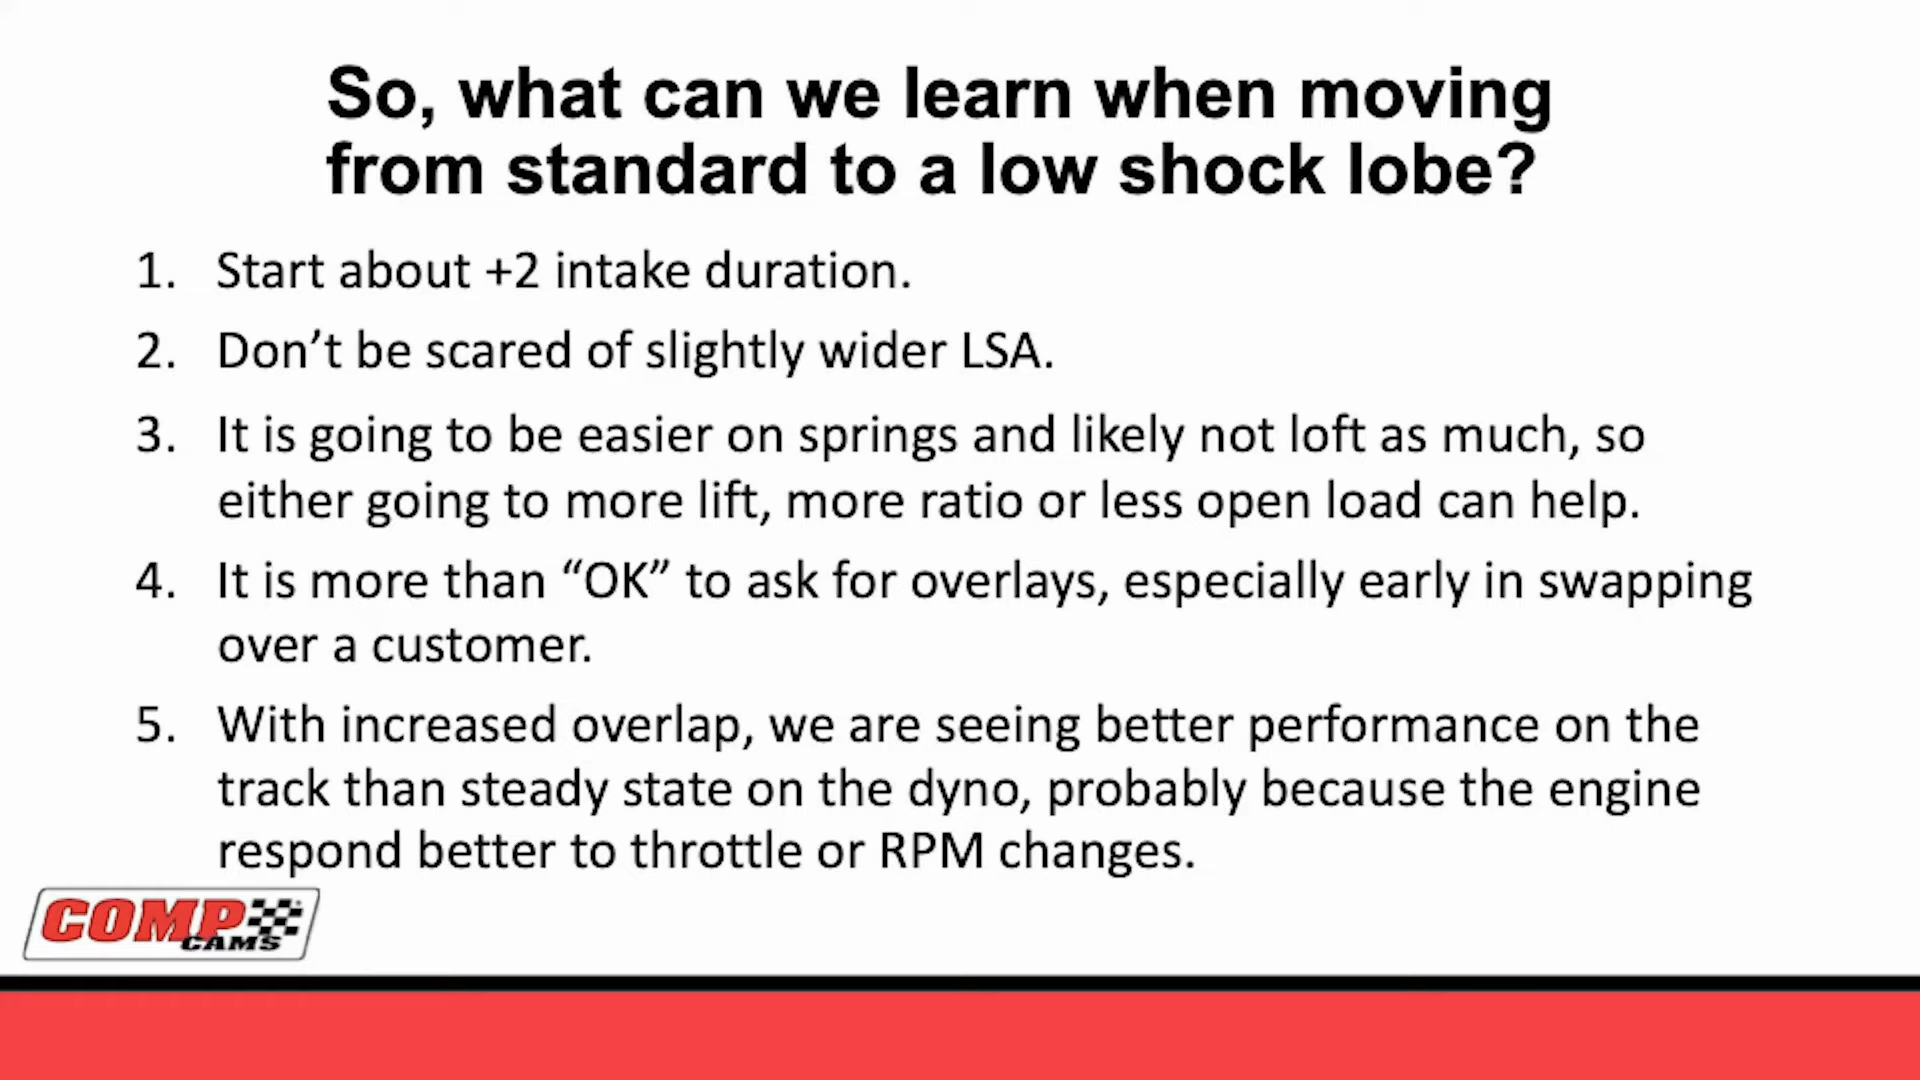 So, what can we learn when moving
from standard to a low shock lobe?
1. Start about +2 intake duration.
2. Don’t be scared of slightly wider LSA.
3. It is going to be easier on springs and likely not loft as much, so
either going to more lift, more ratio or less open load can help.
4. It is more than “OK” to ask for overlays, especially early in swapping
over a customer.
5. With increased overlap, we are seeing better performance on the
track than steady state on the dyno, probably because the engine
respond better to throttle or RPM changes.
COMP
CAMS